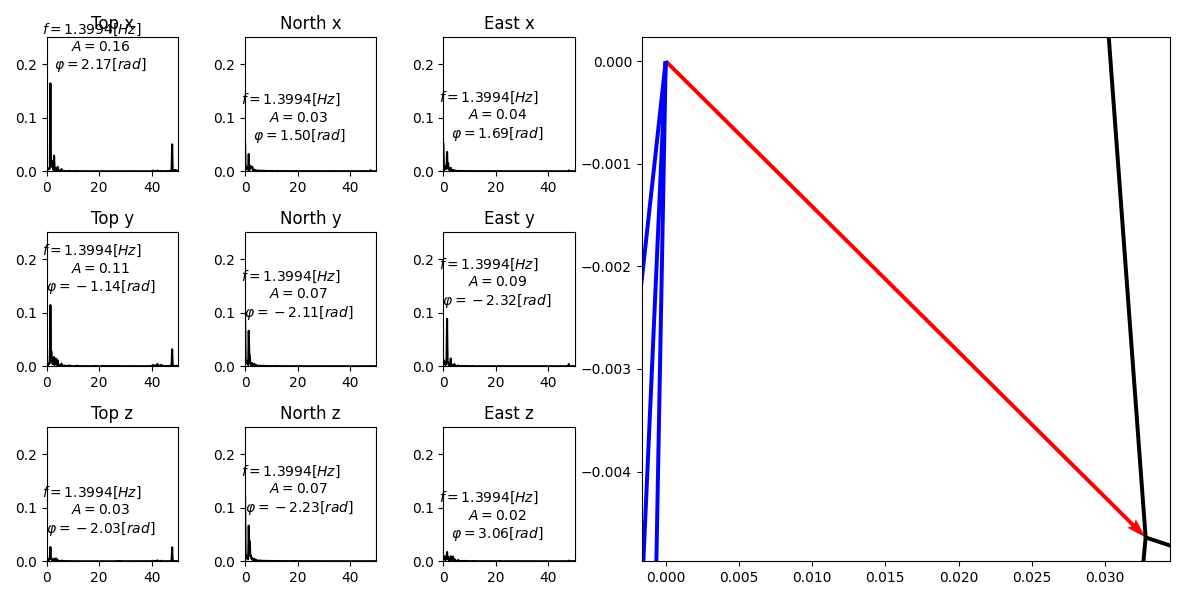 Top x
f = 1.3994[Hz]
A = 0.16
φ = 2.17[rad]
0.2
0.1
0.0
0 20 40
North x
f = 1.3994[Hz]
A = 0.03
φ = 1.50[rad]
0.2
0.1
0.0
0 20 40
East x
f = 1.3994[Hz]
A = 0.04
φ = 1.69[rad]
0.2
0.1
0.0
0 20 40
Top y
f = 1.3994[Hz]
A = 0.11
φ = −1.14[rad]
0.2
0.1
0.0
0 20 40
North y
f = 1.3994[Hz]
A = 0.07
φ = −2.11[rad]
0.2
0.1
0.0
0 20 40
East y
f = 1.3994[Hz]
A = 0.09
φ = −2.32[rad]
0.2
0.1
0.0
0 20 40
Top z
f = 1.3994[Hz]
A = 0.03
φ = −2.03[rad]
0.2
0.1
0.0
0 20 40
North z
f = 1.3994[Hz]
A = 0.07
φ = −2.23[rad]
0.2
0.1
0.0
0 20 40
East z
f = 1.3994[Hz]
A = 0.02
φ = 3.06[rad]
0.2
0.1
0.0
0 20 40
0.000
−0.001
−0.002
−0.003
−0.004
0.000 0.005 0.010 0.015 0.020 0.025 0.030